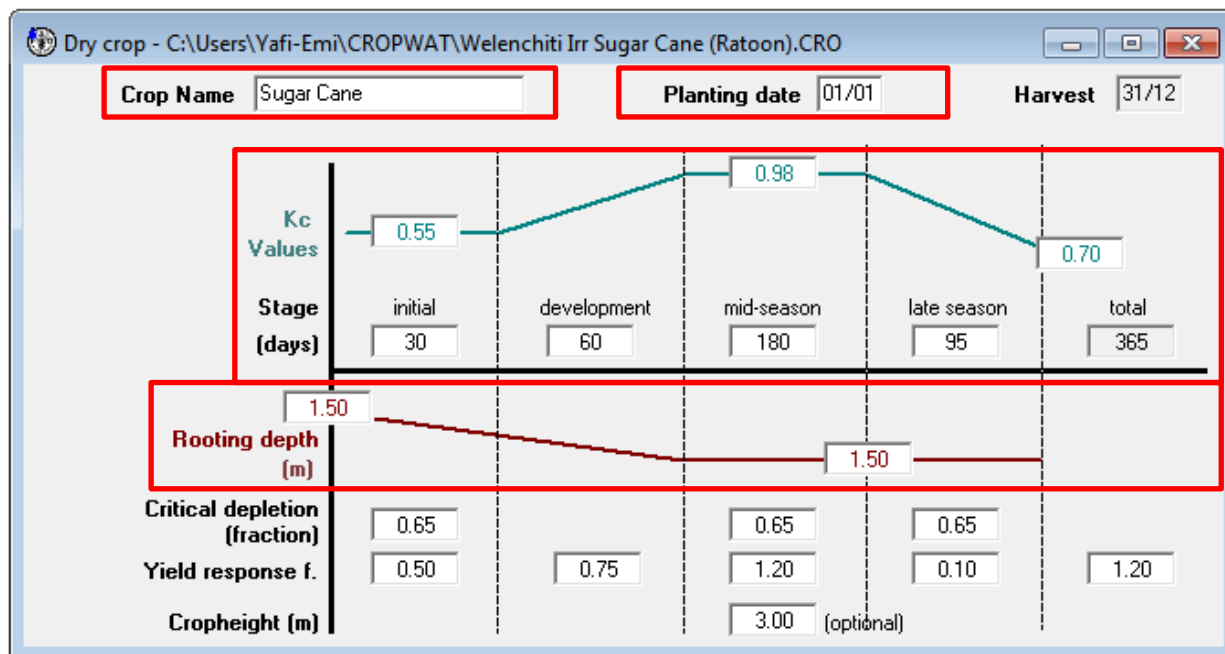 Dry crop - C:\Users\Yafi-Emi\CROPWAT\Welenchiti Irr Sugar Cane (Ratoon).CRO
Crop Name Sugar Cane Planting date 01/01 Harvest 31/12
0.98
Kc
0.55
Values
0.70
Stage initial development mid-season late season total
(days) 30 60 180 95 365
1.50
Rooting depth
(m)
1.50
Critical depletion
(fraction)
0.65 0.65 0.65
Yield response f. 0.50 0.75 1.20 0.10 1.20
Cropheight (m) 3.00 (optional)